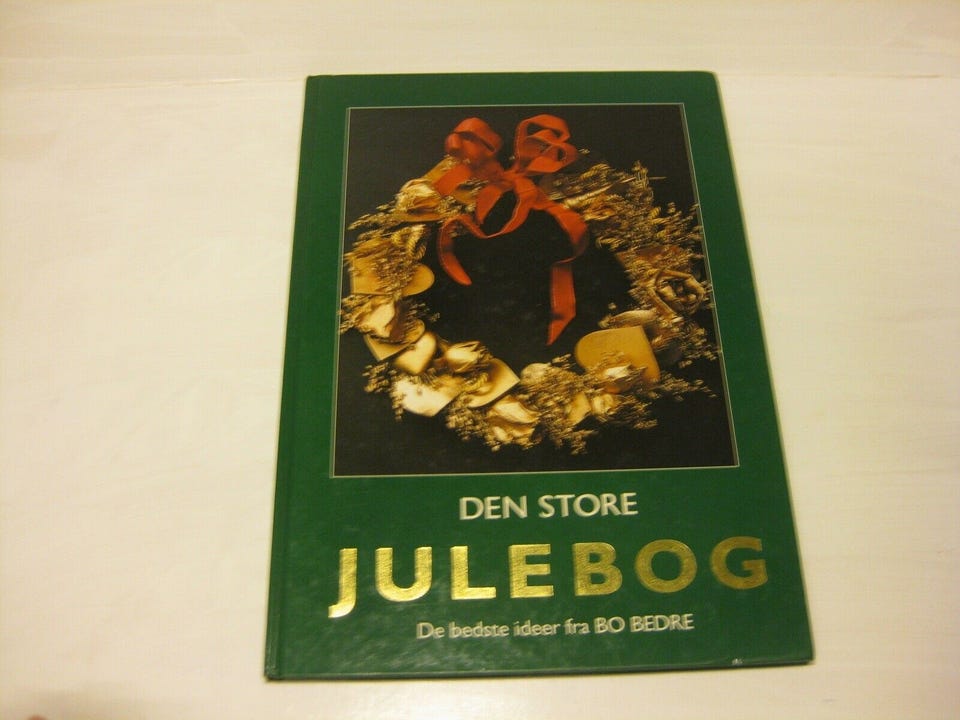 DEN STORE
JULEBOG
De bedste ideer fra BO BEDRE